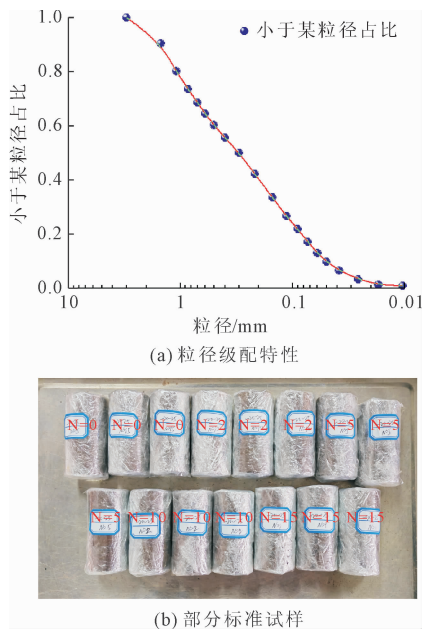 小于某粒径占比
小于某粒径占比
1.0
0.8
0.6
0.4
0.2
0.0
10 1 0.1 0.01
粒径/mm
(a) 粒径级配特性
N=0 N=0 N=0 N=2 N=2 N=2 N=5 N=5
N=5 N=10 N=10 N=10 N=15 N=15 N=15
(b) 部分标准试样